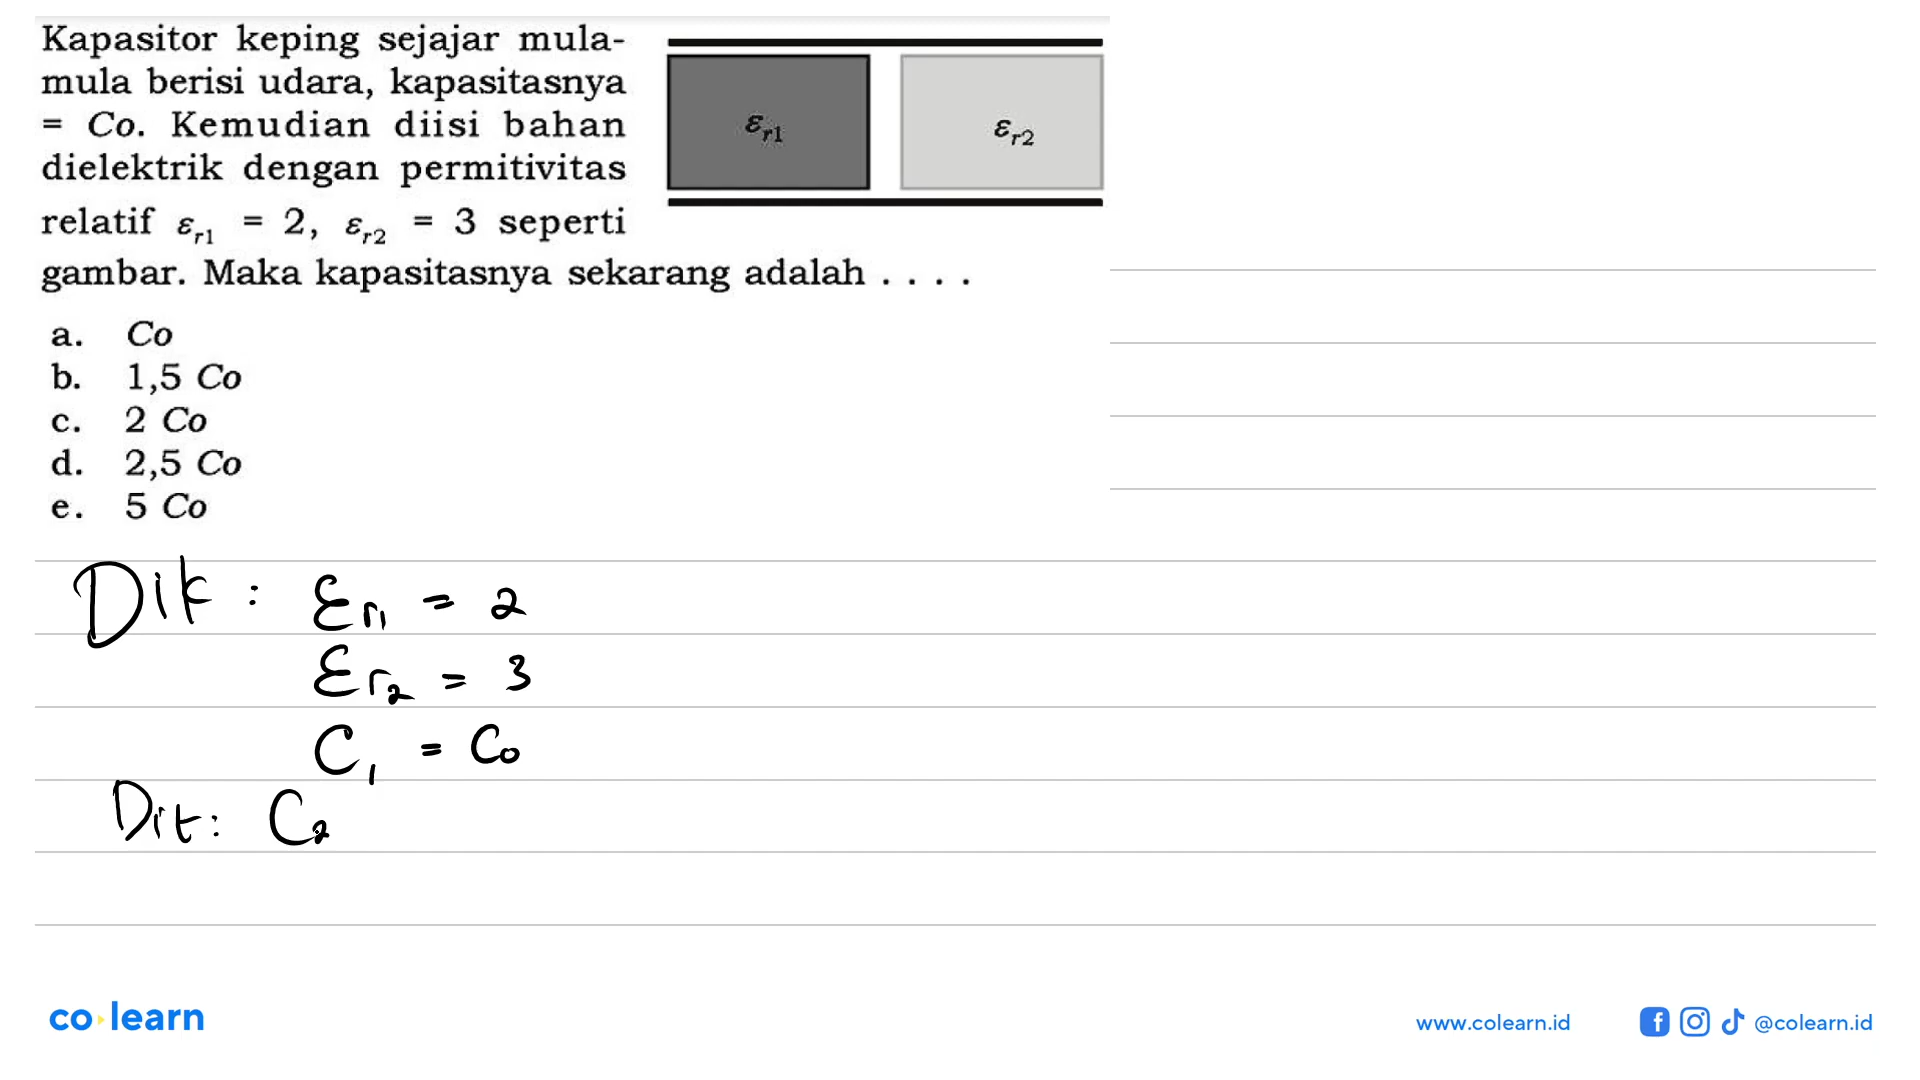 Kapasitor keping sejajar mula-
mula berisi udara, kapasitasnya
= Co. Kemudian diisi bahan
dielektrik dengan permitivitas
relatif εr1 = 2, εr2 = 3 seperti
gambar. Maka kapasitasnya sekarang adalah . . . .
εr1
εr2
a. Co
b. 1,5 Co
c. 2 Co
d. 2,5 Co
e. 5 Co
Dik : εr1 = 2
εr2 = 3
C1 = Co
Dit: C2
co learn
www.colearn.id
@colearn.id